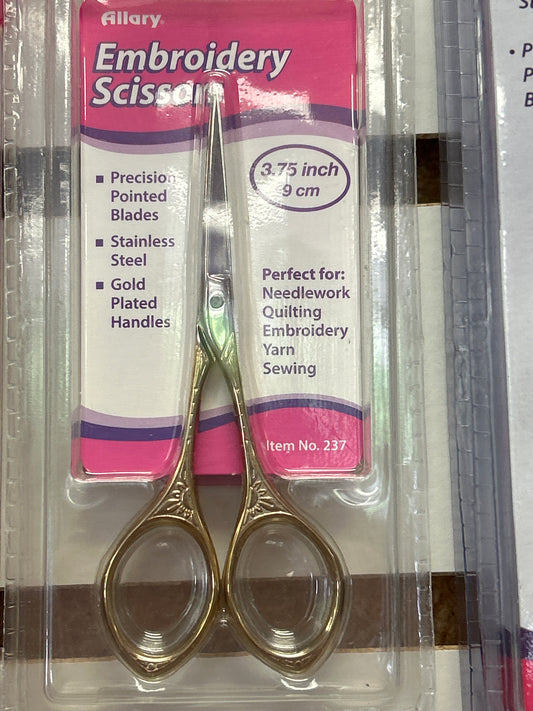 Allary
Embroidery
Scissors
3.75 inch
9 cm
■ Precision
Pointed
Blades
■ Stainless
Steel
■ Gold
Plated
Handles
Perfect for:
Needlework
Quilting
Embroidery
Yarn
Sewing
Item No. 237